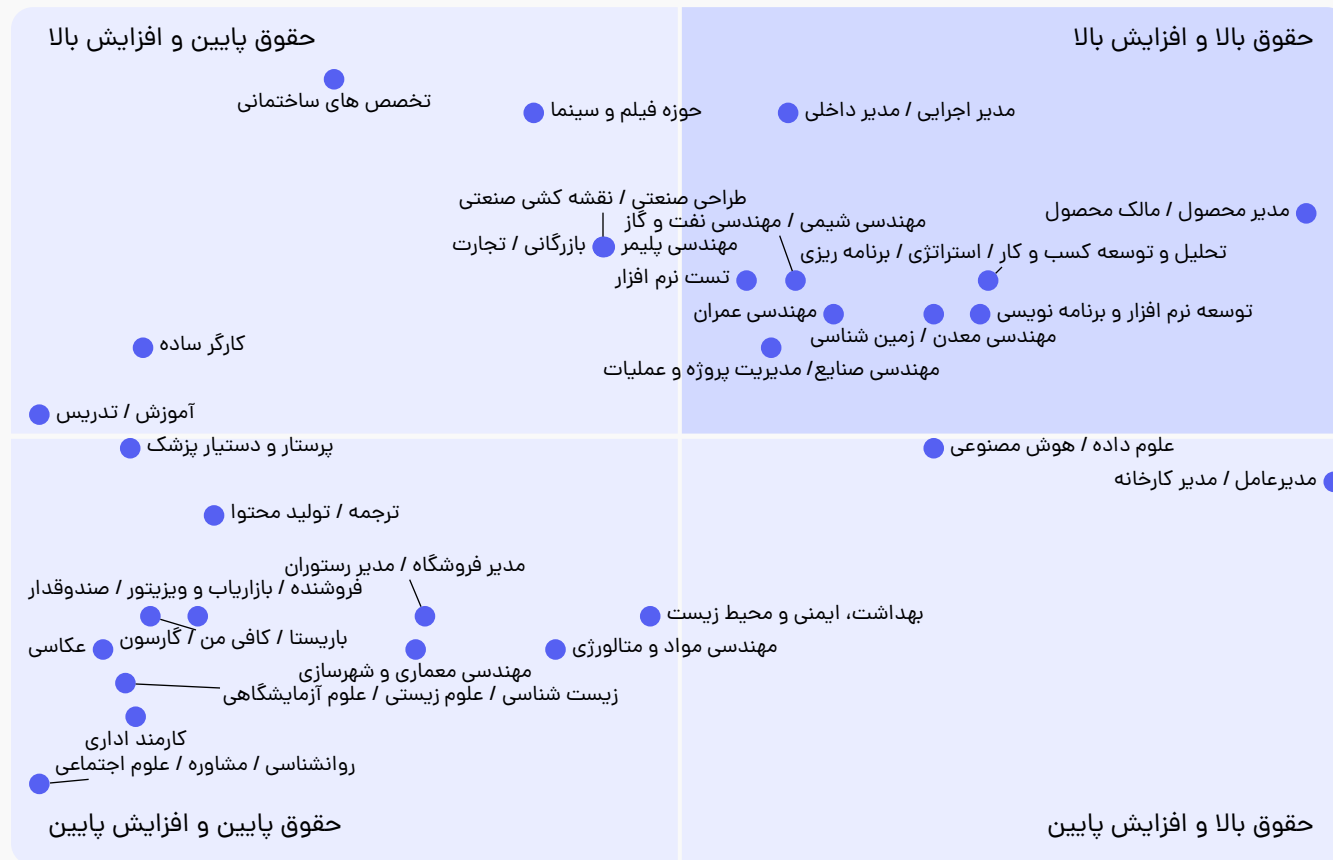 حقوق بالا و افزایش بالا
حقوق پایین و افزایش بالا
تخصص های ساختمانی
مدیر اجرایی / مدیر داخلی
حوزه فیلم و سینما
طراحی صنعتی / نقشه کشی صنعتی
مدیر محصول / مالک محصول
مهندسی شیمی / مهندسی نفت و گاز
مهندسی پلیمر
بازرگانی / تجارت
تحلیل و توسعه کسب و کار / استراتژی / برنامه ریزی
تست نرم افزار
توسعه نرم افزار و برنامه نویسی
مهندسی عمران
مهندسی معدن / زمین شناسی
کارگر ساده
مهندسی صنایع/ مدیریت پروژه و عملیات
آموزش / تدریس
علوم داده / هوش مصنوعی
پرستار و دستیار پزشک
مدیرعامل / مدیر کارخانه
ترجمه / تولید محتوا
مدیر فروشگاه / مدیر رستوران
فروشنده / بازاریاب و ویزیتور / صندوقدار
بهداشت، ایمنی و محیط زیست
باریستا / کافی من / گارسون
عکاسی
مهندسی مواد و متالورژی
مهندسی معماری و شهرسازی
زیست شناسی / علوم زیستی / علوم آزمایشگاهی
کارمند اداری
روانشناسی / مشاوره / علوم اجتماعی
حقوق بالا و افزایش پایین
حقوق پایین و افزایش پایین